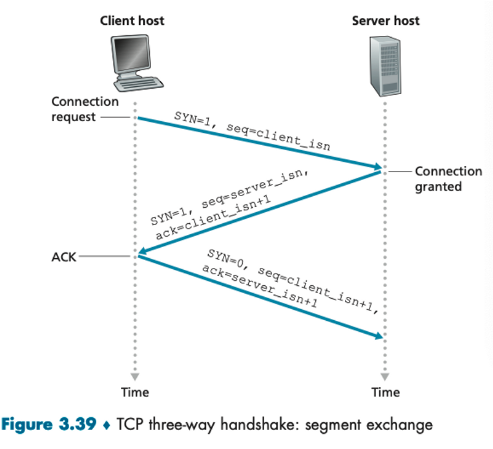 Client host
Server host
Connection
request
SYN=1, seq=client_isn
Connection
granted
SYN=1, seq=server_isn,
ack=client_isn+1
ACK
SYN=0, seq=client_isn+1,
ack=server_isn+1
Time
Time
Figure 3.39 ♦ TCP three-way handshake: segment exchange